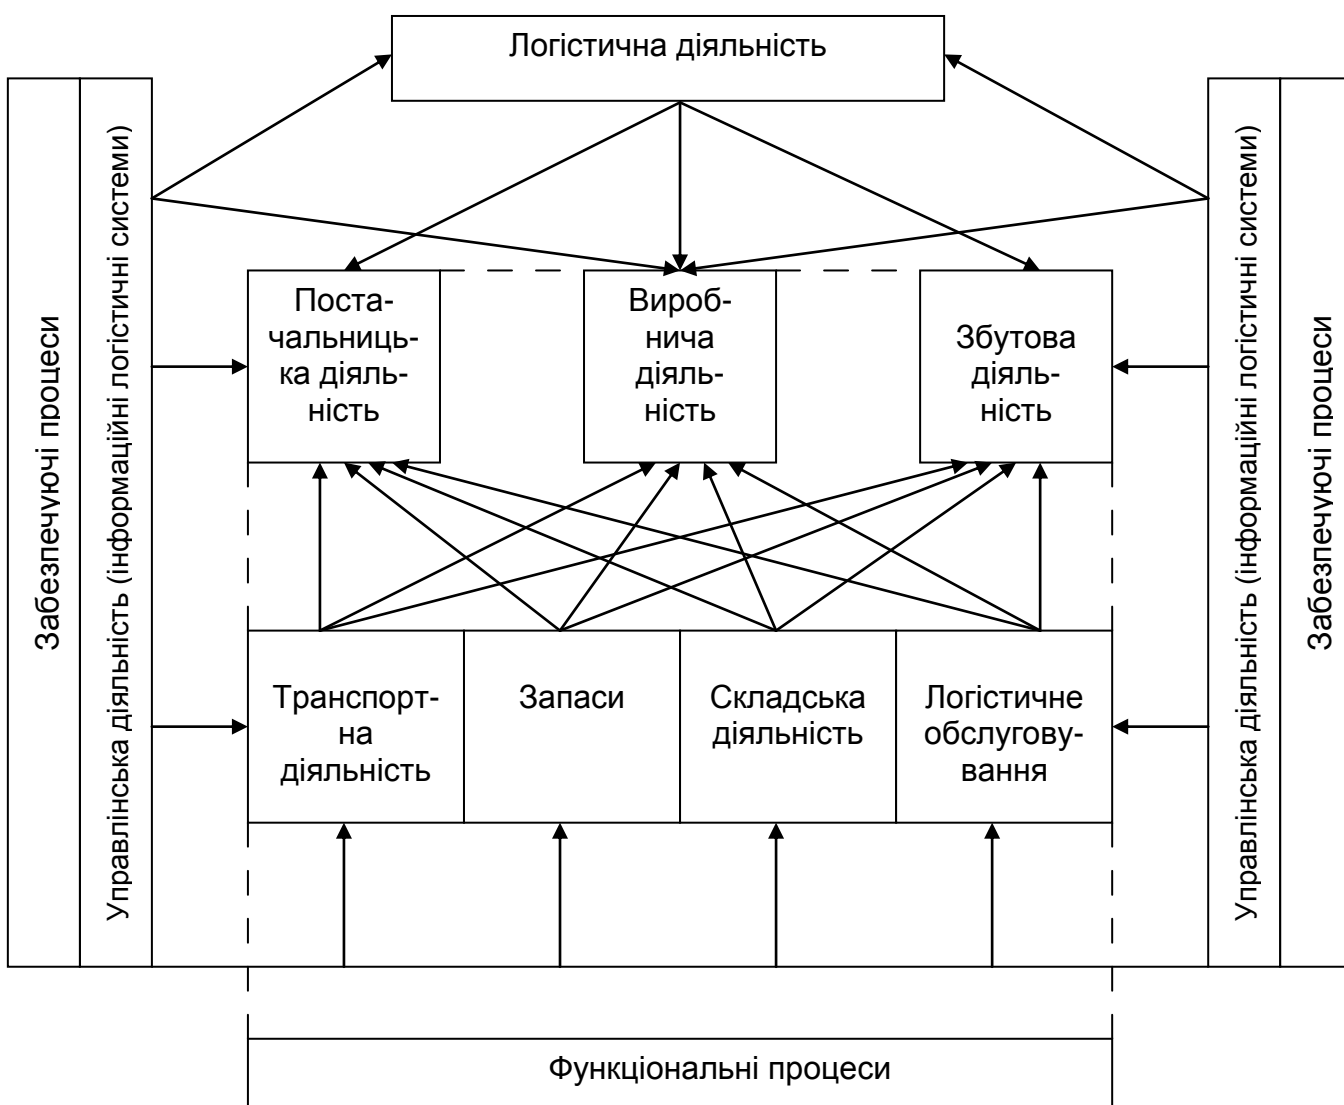 Логістична діяльність
Забезпечуючі процеси
Управлінська діяльність (інформаційні логістичні системи)
Поста-
чальниць-
ка діяль-
ність
Вироб-
нича
діяль-
ність
Збутова
діяль-
ність
Управлінська діяльність (інформаційні логістичні системи)
Забезпечуючі процеси
Транспорт-
на
діяльність
Запаси
Складська
діяльність
Логістичне
обслугову-
вання
Функціональні процеси